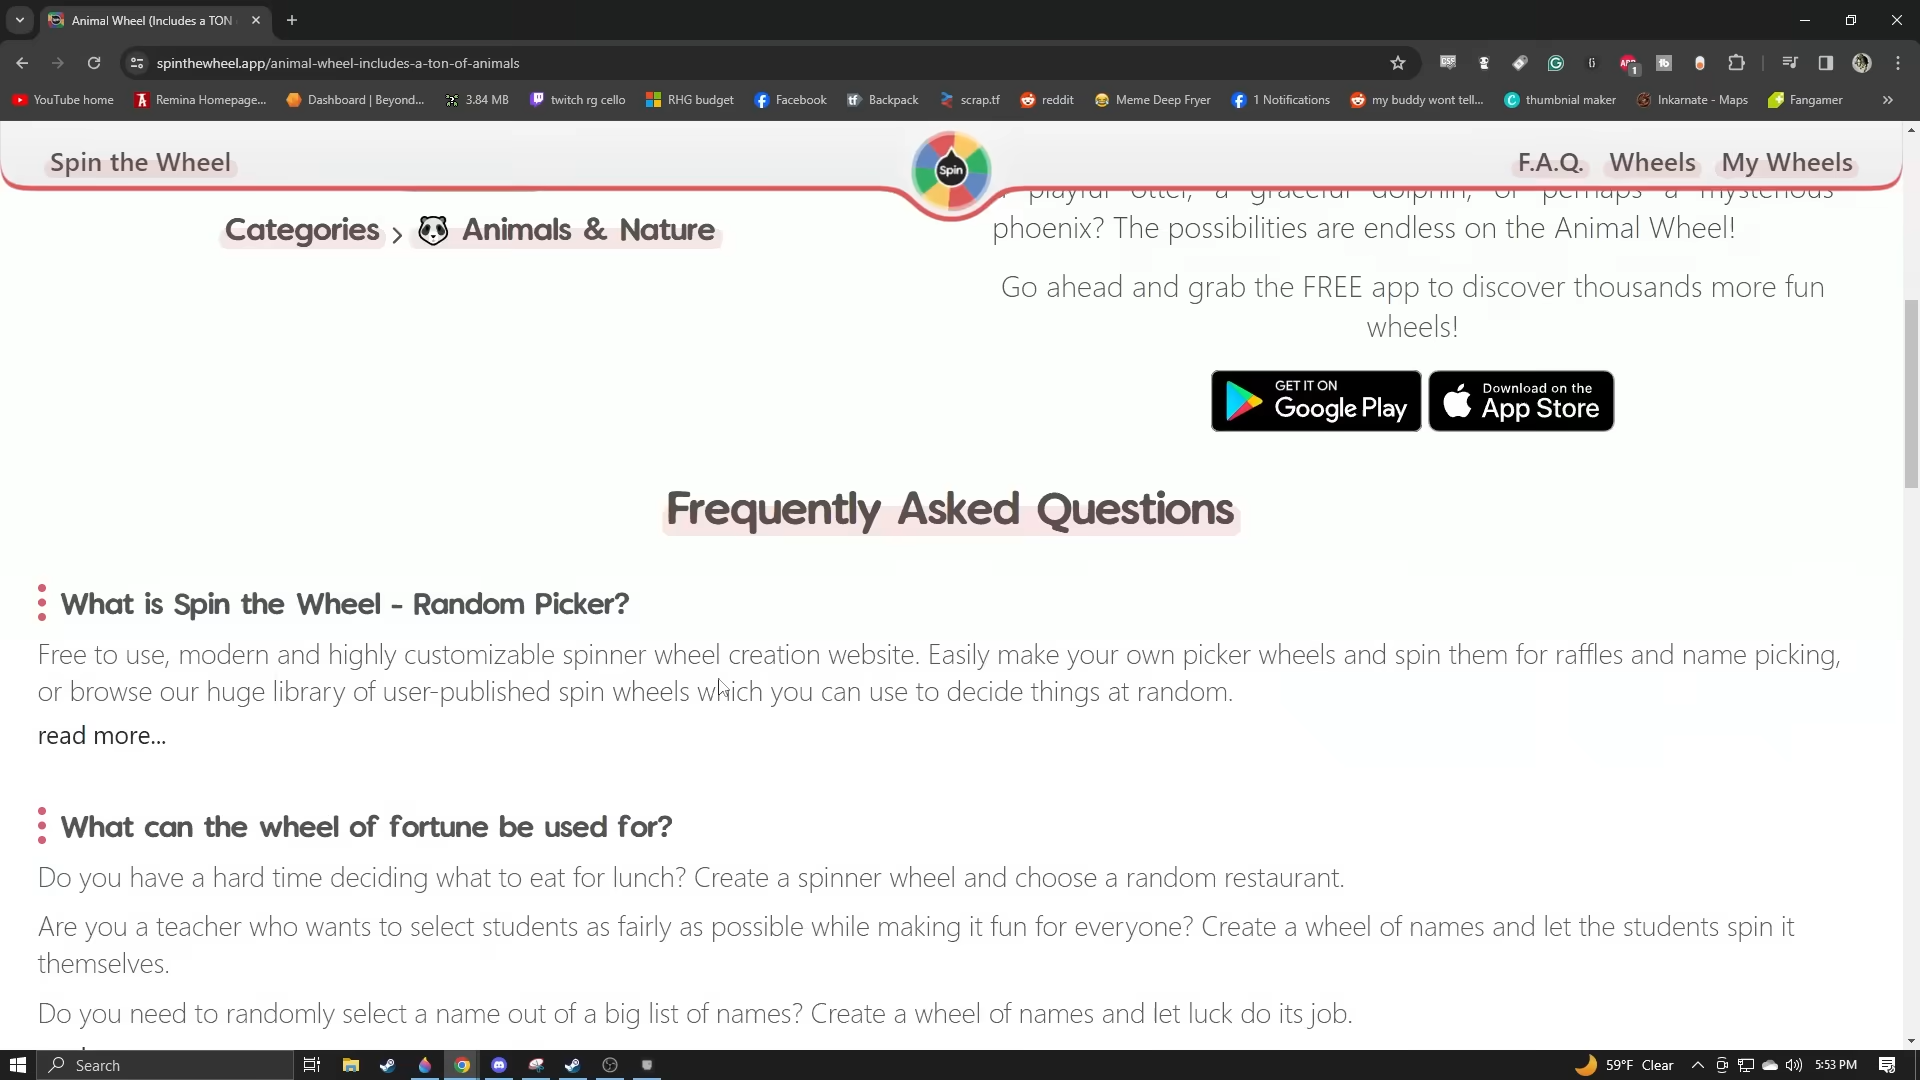 Animal Wheel (Includes a TON
spinthewheel.app/animal-wheel-includes-a-ton-of-animals
YouTube home
Remina Homepage...
Dashboard | Beyond...
3.84 MB
twitch rg cello
RHG budget
Facebook
Backpack
scrap.tf
reddit
Meme Deep Fryer
1 Notifications
my buddy wont tell...
thumbnial maker
Inkarnate - Maps
Fangamer
Spin the Wheel
Spin
F.A.Q.
Wheels
My Wheels
a playful otter, a graceful dolphin, or perhaps a mysterious
phoenix? The possibilities are endless on the Animal Wheel!
Categories > Animals & Nature
Go ahead and grab the FREE app to discover thousands more fun
wheels!
GET IT ON
Google Play
Download on the
App Store
Frequently Asked Questions
What is Spin the Wheel - Random Picker?
Free to use, modern and highly customizable spinner wheel creation website. Easily make your own picker wheels and spin them for raffles and name picking,
or browse our huge library of user-published spin wheels which you can use to decide things at random.
read more...
What can the wheel of fortune be used for?
Do you have a hard time deciding what to eat for lunch? Create a spinner wheel and choose a random restaurant.
Are you a teacher who wants to select students as fairly as possible while making it fun for everyone? Create a wheel of names and let the students spin it
themselves.
Do you need to randomly select a name out of a big list of names? Create a wheel of names and let luck do its job.
Search
59°F Clear
5:53 PM